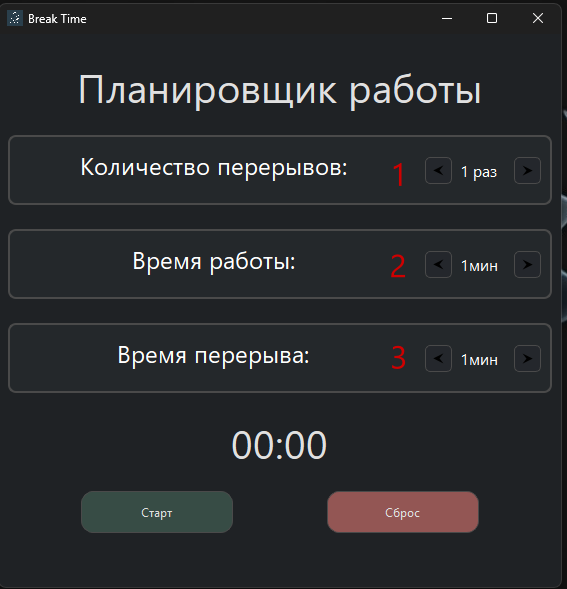 Break Time
Планировщик работы
Количество перерывов: 1 1 раз
Время работы: 2 1мин
Время перерыва: 3 1мин
00:00
Старт Сброс